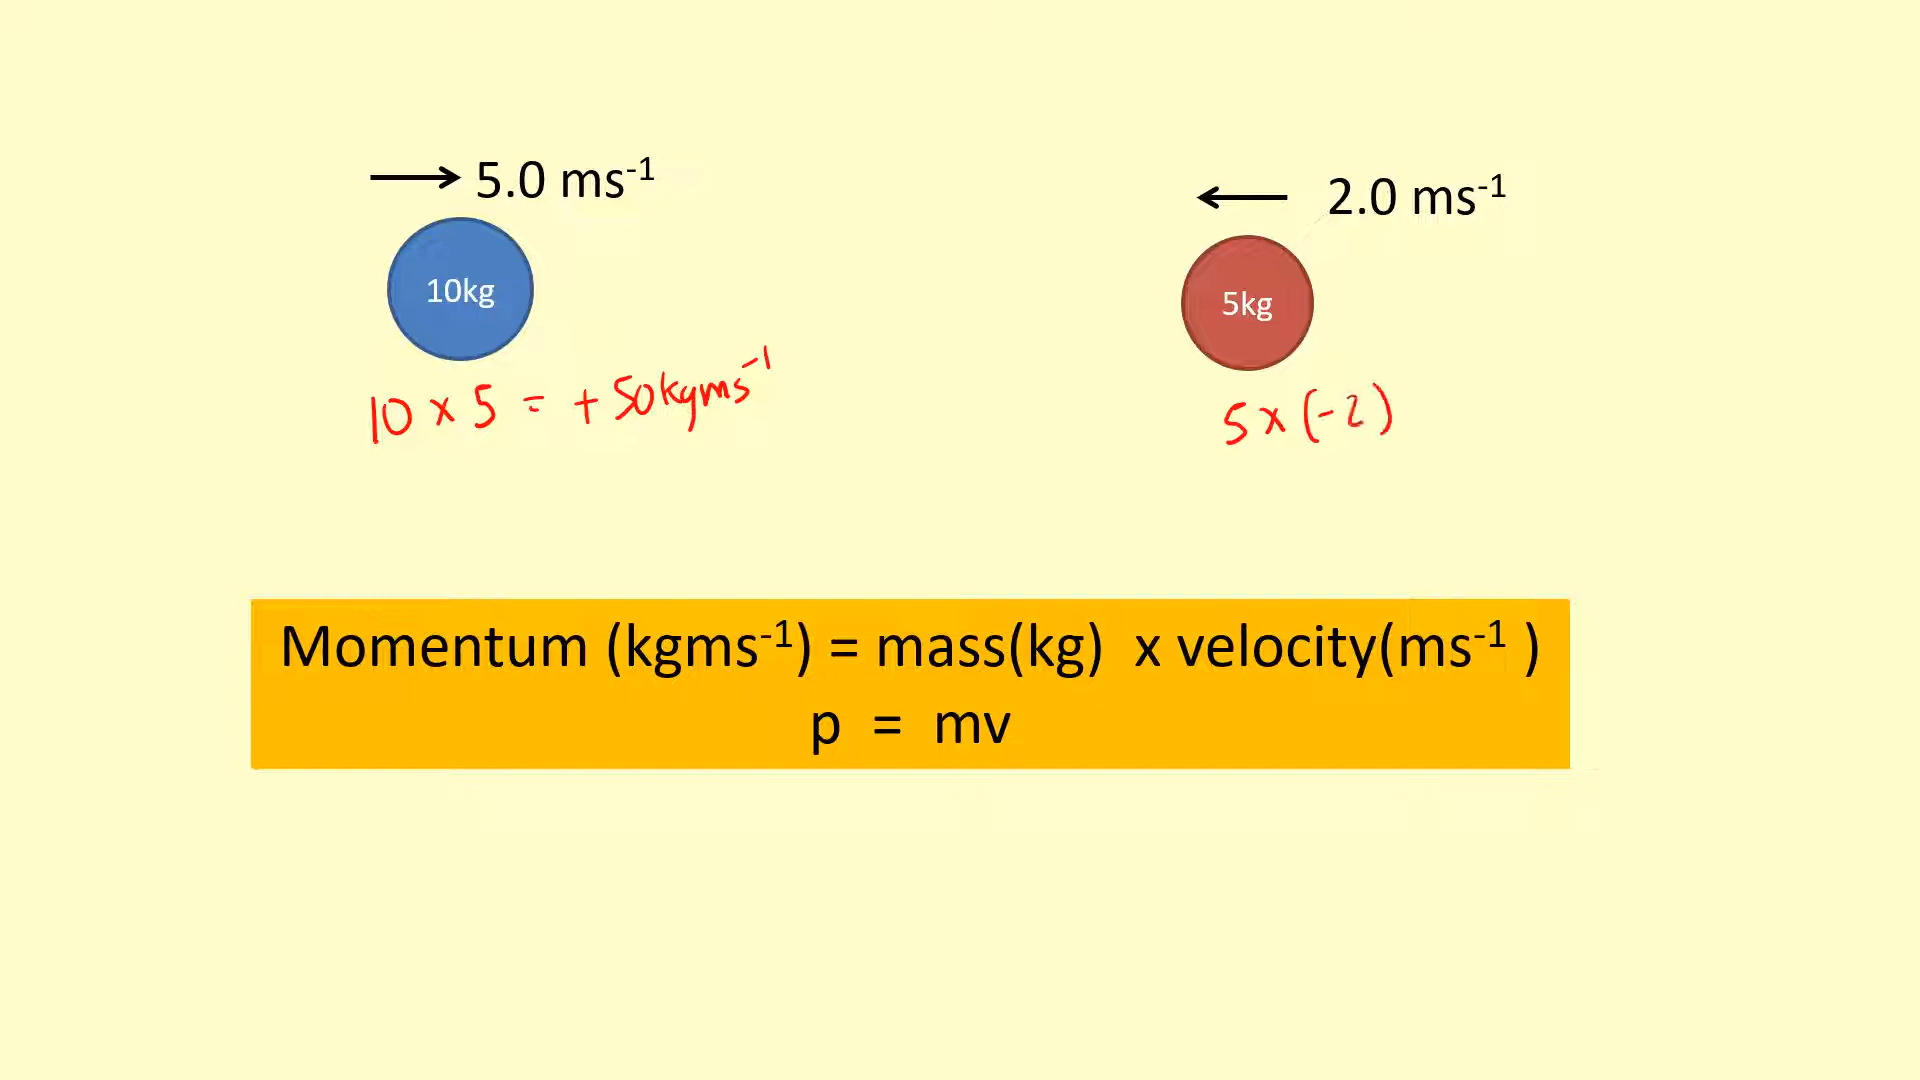 5.0 ms⁻¹
2.0 ms⁻¹
10kg
5kg
10 x 5 = + 50kgms⁻¹
5 x (-2)
Momentum (kgms⁻¹) = mass(kg) x velocity(ms⁻¹ )
p = mv